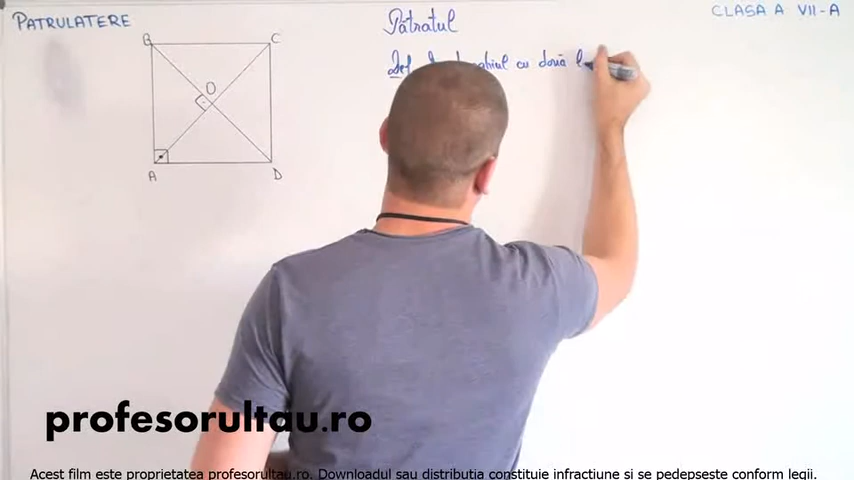 PATRULATERE
CLASA A VII-A
Pătratul
Def
cu două l
B
C
O
A
D
profesorultau.ro
Acest film este proprietatea profesorultau.ro. Downloadul sau distributia constituie infractiune si se pedepseste conform legii.